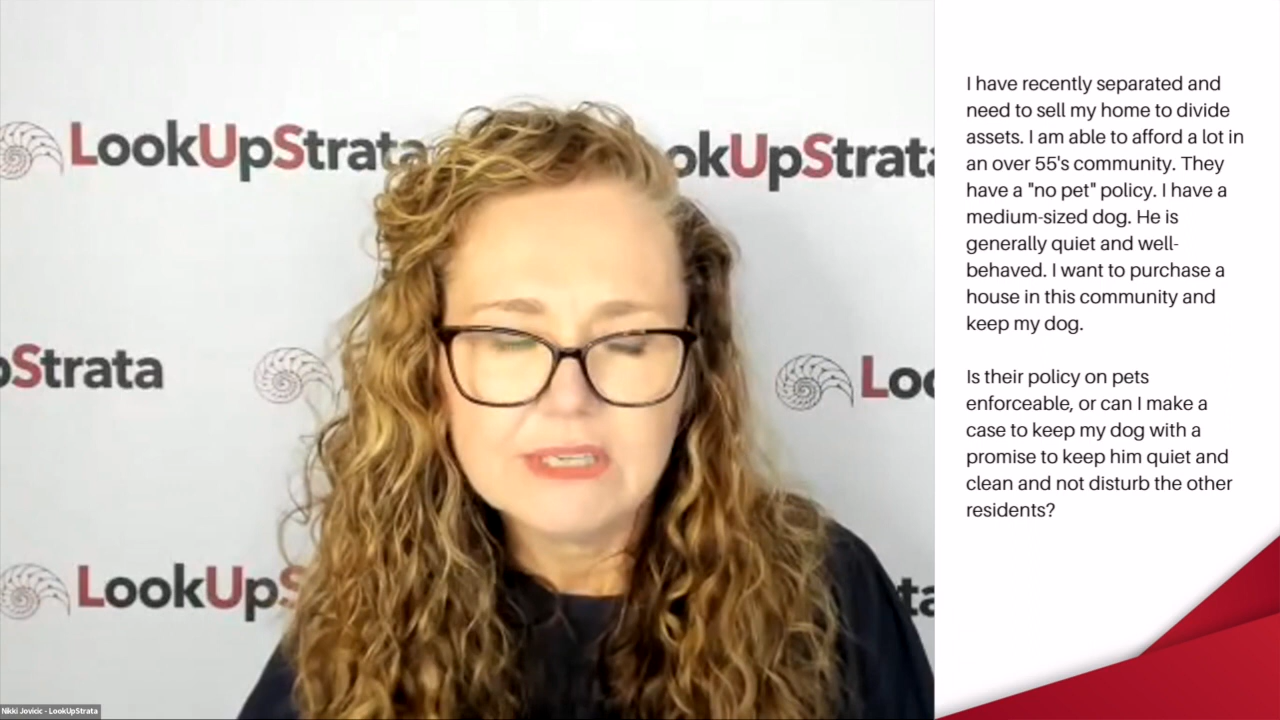 LookUpStrata
okUpStrata
pStrata
Loo
LookUpS
ta
Nikki Jovicic - LookUpStrata
I have recently separated and
need to sell my home to divide
assets. I am able to afford a lot in
an over 55's community. They
have a "no pet" policy. I have a
medium-sized dog. He is
generally quiet and well-
behaved. I want to purchase a
house in this community and
keep my dog.
Is their policy on pets
enforceable, or can I make a
case to keep my dog with a
promise to keep him quiet and
clean and not disturb the other
residents?